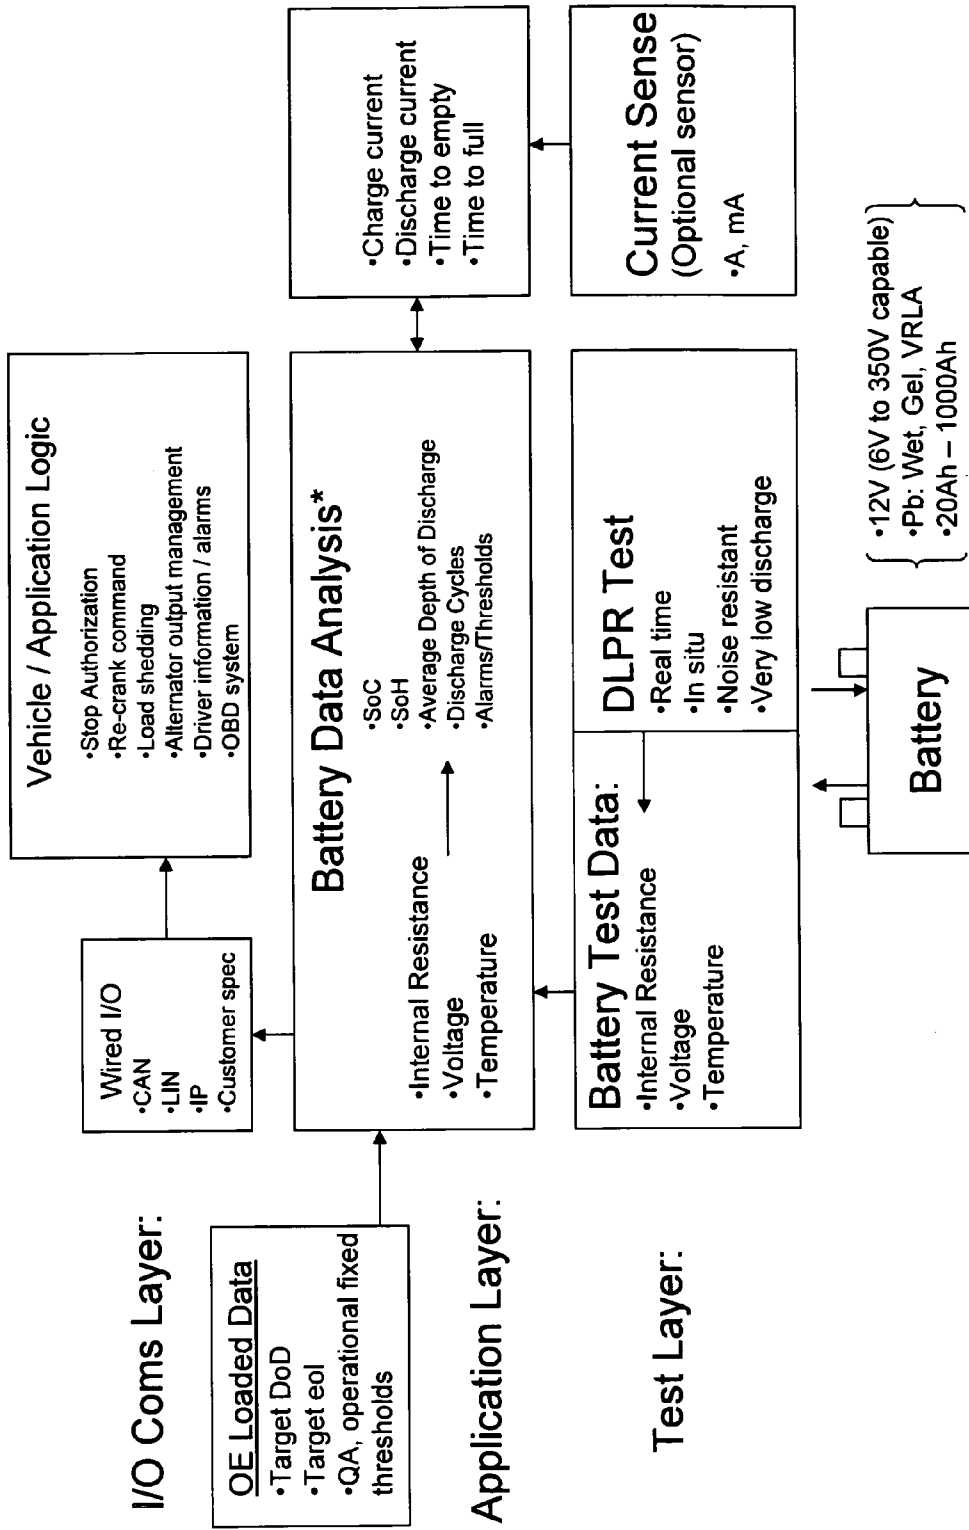 I/O Coms Layer:
Wired I/O
•CAN
•LIN
•IP
•Customer spec
Vehicle / Application Logic
•Stop Authorization
•Re-crank command
•Load shedding
•Alternator output management
•Driver information / alarms
•OBD system
OE Loaded Data
•Target DoD
•Target eol
•QA, operational fixed
thresholds
Application Layer:
Battery Data Analysis*
•Internal Resistance
•Voltage
•Temperature
•SoC
•SoH
•Average Depth of Discharge
•Discharge Cycles
•Alarms/Thresholds
•Charge current
•Discharge current
•Time to empty
•Time to full
Test Layer:
Battery Test Data:
•Internal Resistance
•Voltage
•Temperature
DLPR Test
•Real time
•In situ
•Noise resistant
•Very low discharge
Current Sense
(Optional sensor)
•A, mA
Battery
•12V (6V to 350V capable)
•Pb: Wet, Gel, VRLA
•20Ah – 1000Ah